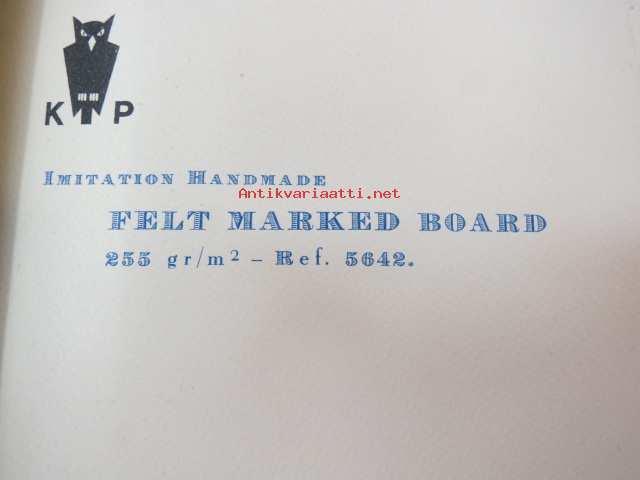 K T P
IMITATION HANDMADE
Antikvariaatti.net
FELT MARKED BOARD
255 gr/m² – Ref. 5642.